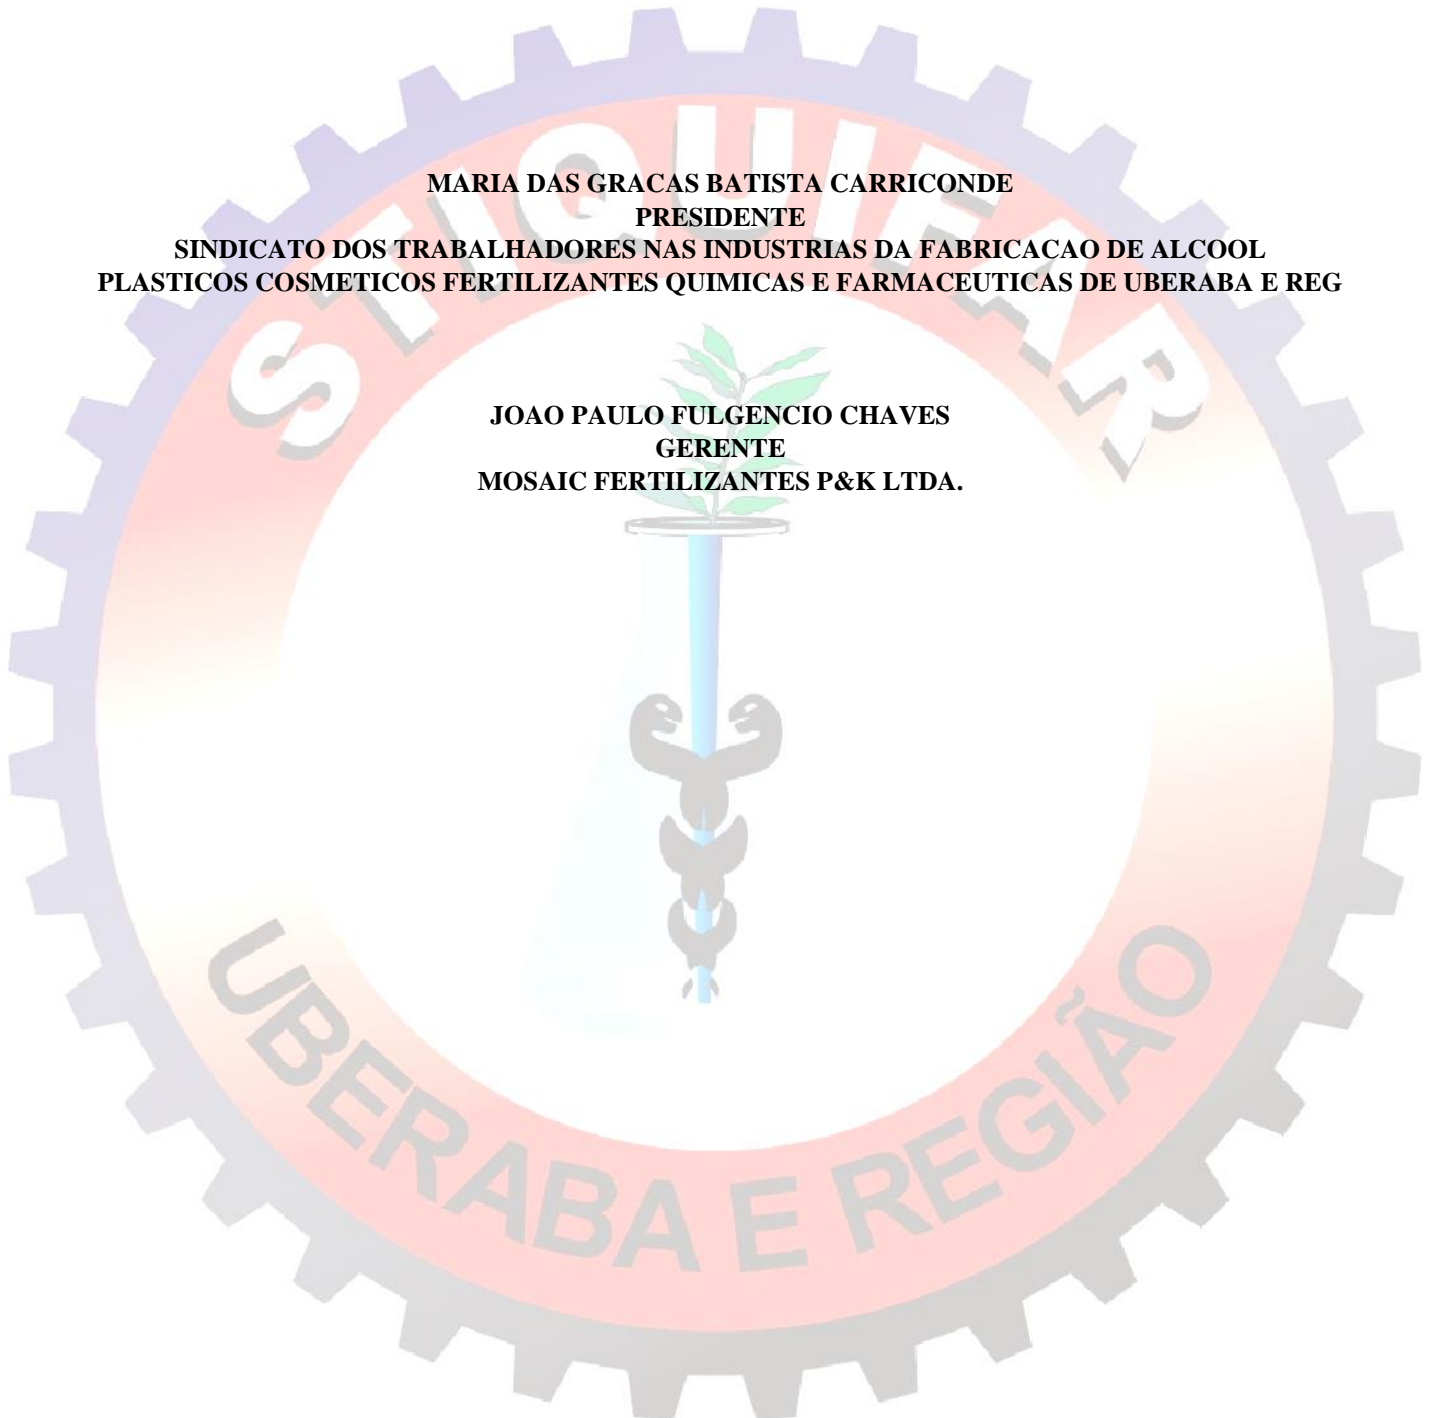 STIQUIFAR
MARIA DAS GRACAS BATISTA CARRICONDE
PRESIDENTE
SINDICATO DOS TRABALHADORES NAS INDUSTRIAS DA FABRICACAO DE ALCOOL
PLASTICOS COSMETICOS FERTILIZANTES QUIMICAS E FARMACEUTICAS DE UBERABA E REG
JOAO PAULO FULGENCIO CHAVES
GERENTE
MOSAIC FERTILIZANTES P&K LTDA.
UBERABA E REGIÃO